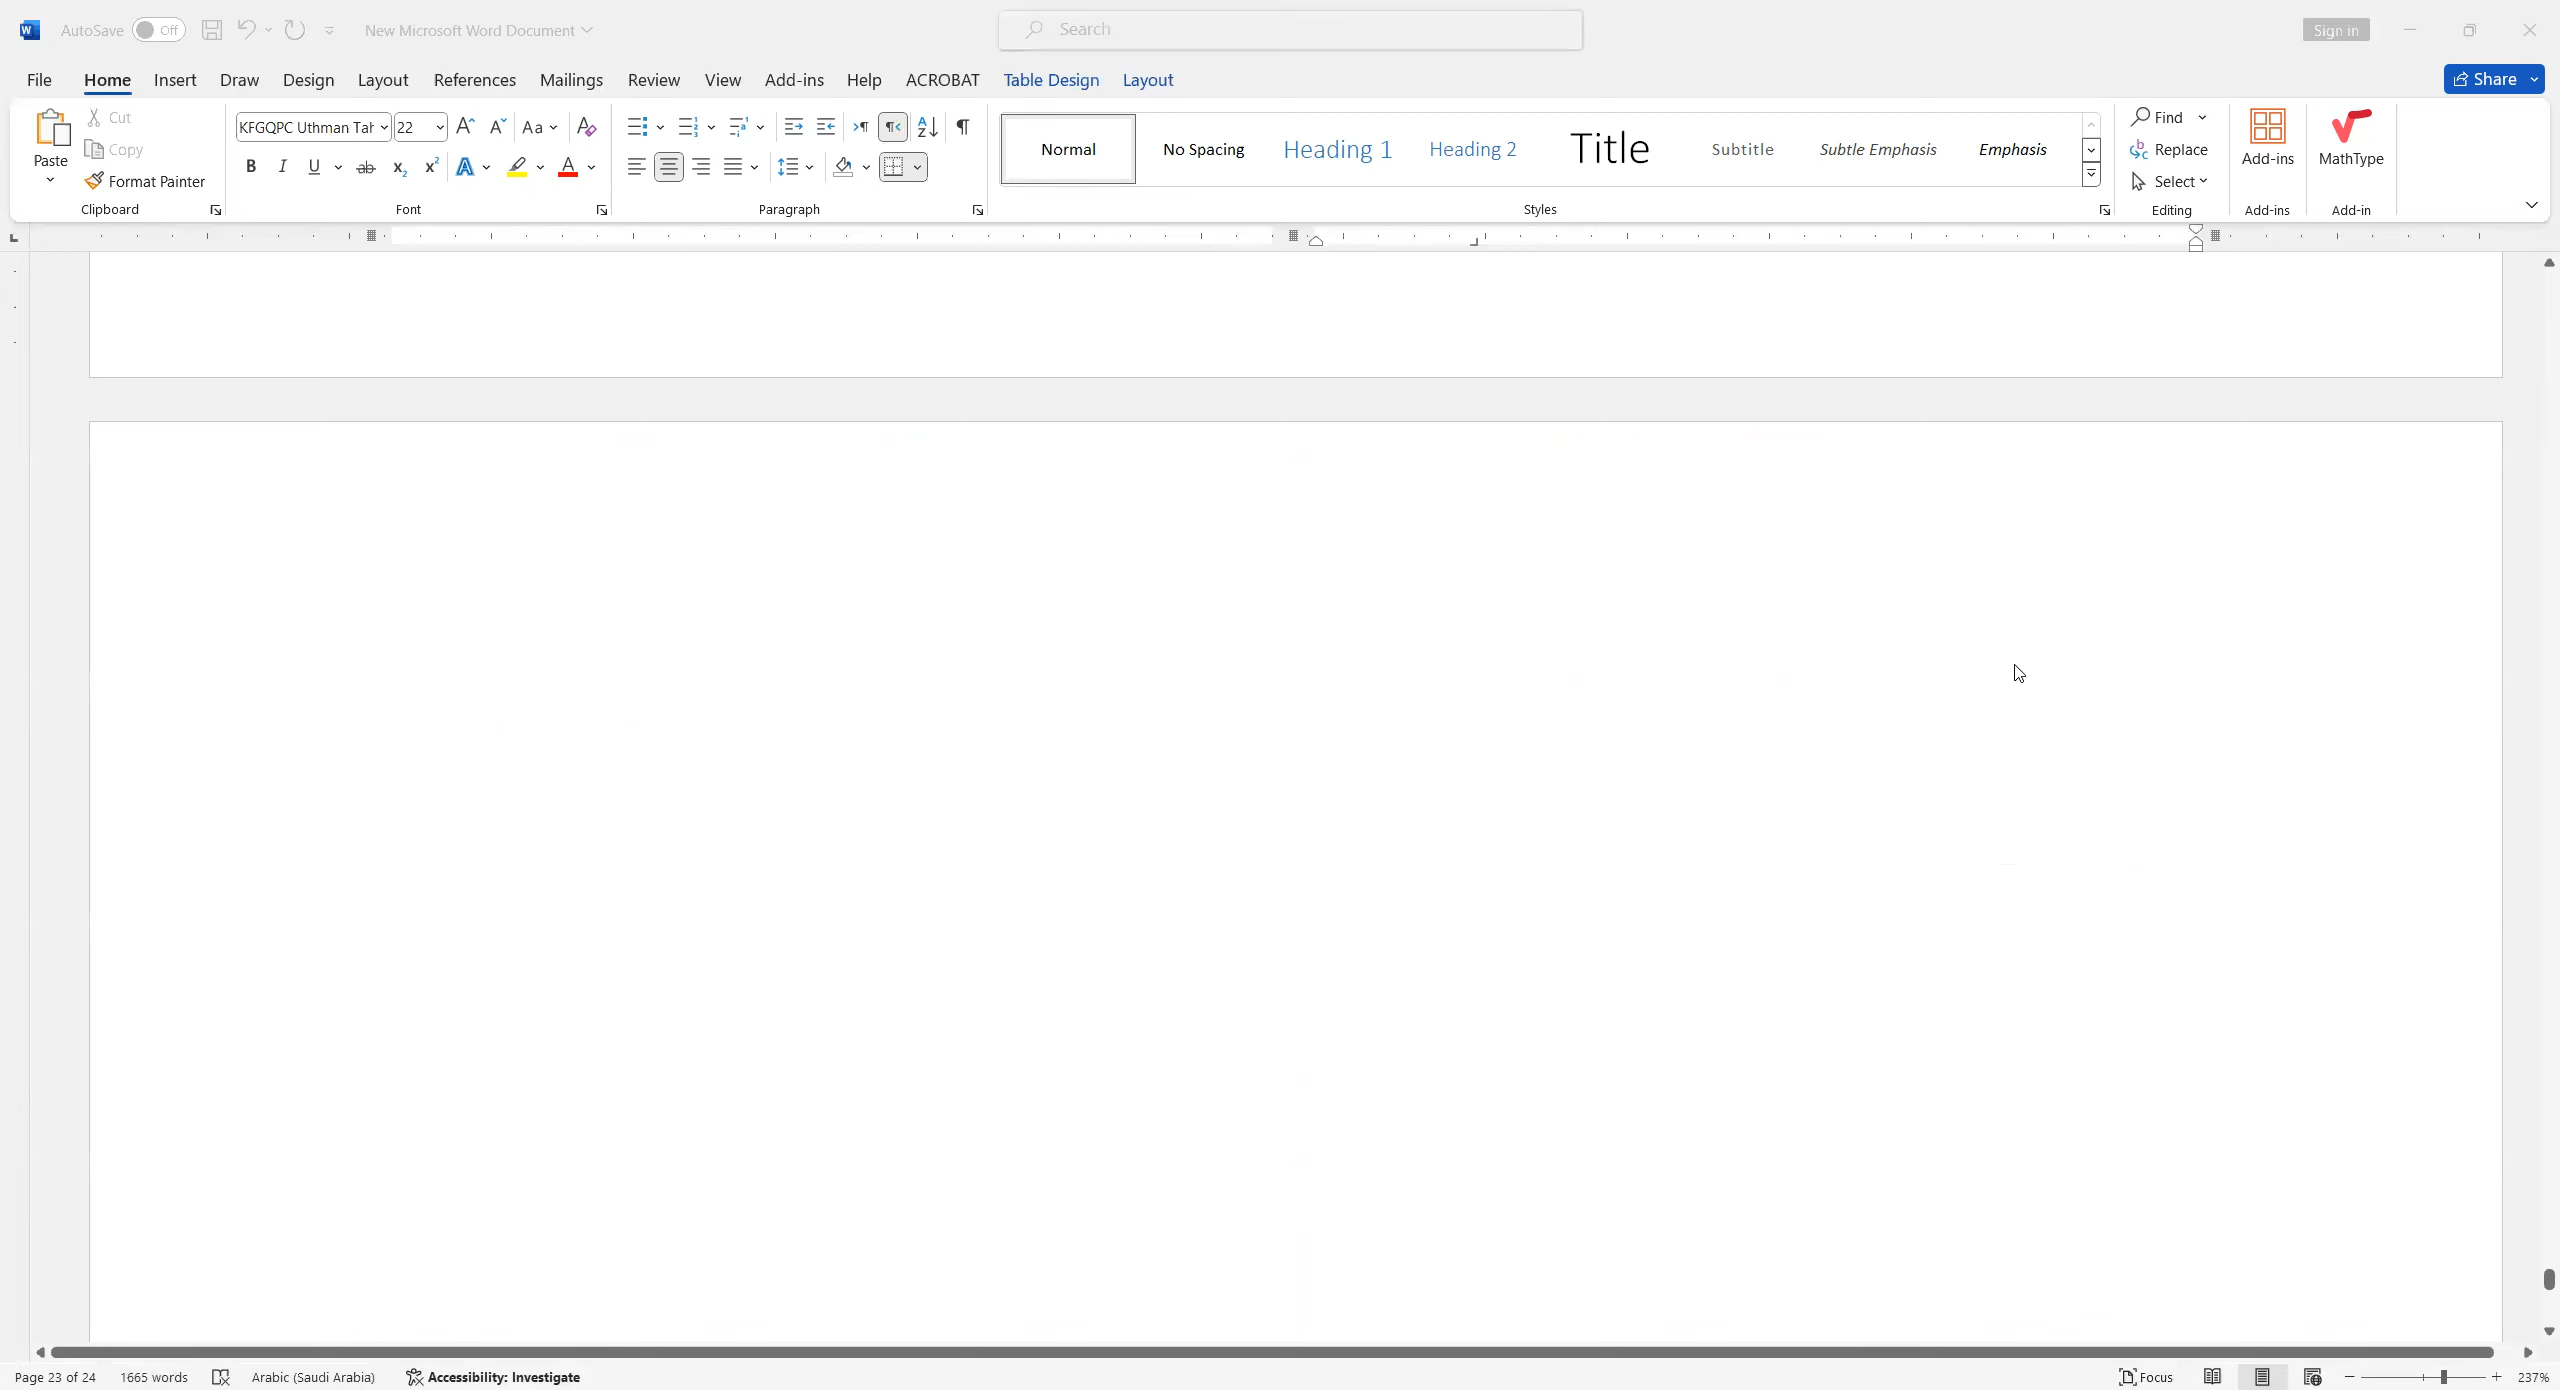 AutoSave Off New Microsoft Word Document Search Sign in
File Home Insert Draw Design Layout References Mailings Review View Add-ins Help ACROBAT Table Design Layout Share
Paste
Cut
Copy
Format Painter
Clipboard
KFGQPC Uthman Tah 22
Font
Paragraph
Normal No Spacing Heading 1 Heading 2 Title Subtitle Subtle Emphasis Emphasis
Styles
Find
Replace
Select
Editing
Add-ins
Add-ins
MathType
Add-in
Page 23 of 24 1665 words Arabic (Saudi Arabia) Accessibility: Investigate Focus 237%